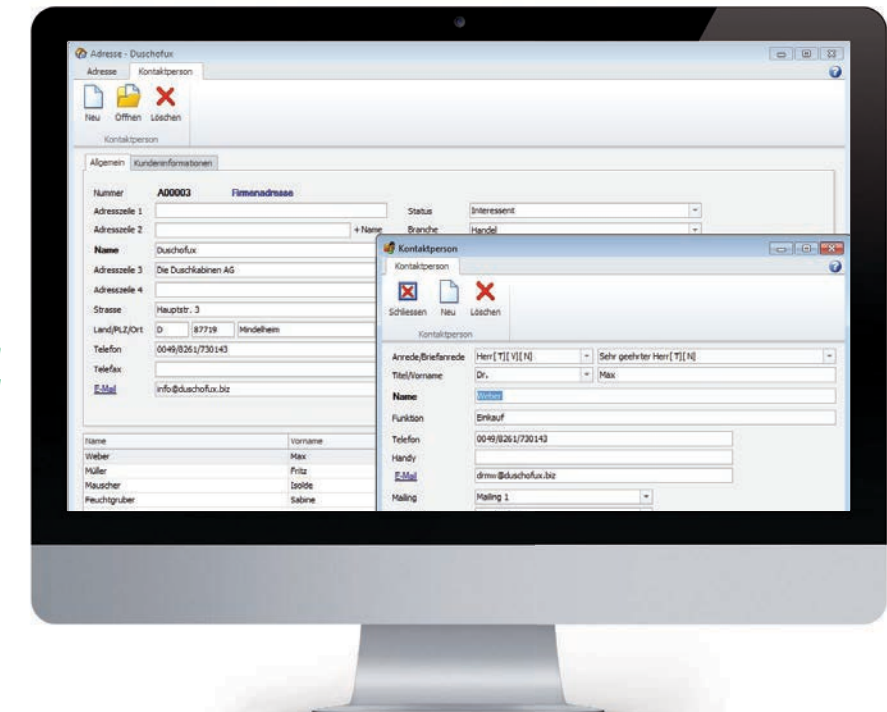 Adresse - Duschofux
Adresse Kontaktperson
Neu Öffnen Löschen
Kontaktperson
Allgemein Kundeninformationen
Nummer A00003 Firmenadresse
Adresszeile 1 Status Interessent
Adresszeile 2 + Name Branche Handel
Name Duschofux
Adresszeile 3 Die Duschkabinen AG
Adresszeile 4
Strasse Hauptstr. 3
Land/PLZ/Ort D 87719 Mindelheim
Telefon 0049/8261/730143
Telefax
E-Mail info@duschofux.biz
Name Vorname
Weber Max
Müller Fritz
Mauscher Isolde
Feuchtgruber Sabine
Kontaktperson
Kontaktperson
Schliessen Neu Löschen
Kontaktperson
Anrede/Briefanrede Herr[ T][ V][ N] Sehr geehrter Herr[ T][ N]
Titel/Vorname Dr. Max
Name Weber
Funktion Einkauf
Telefon 0049/8261/730143
Handy
E-Mail drmw@duschofux.biz
Mailing Mailing 1